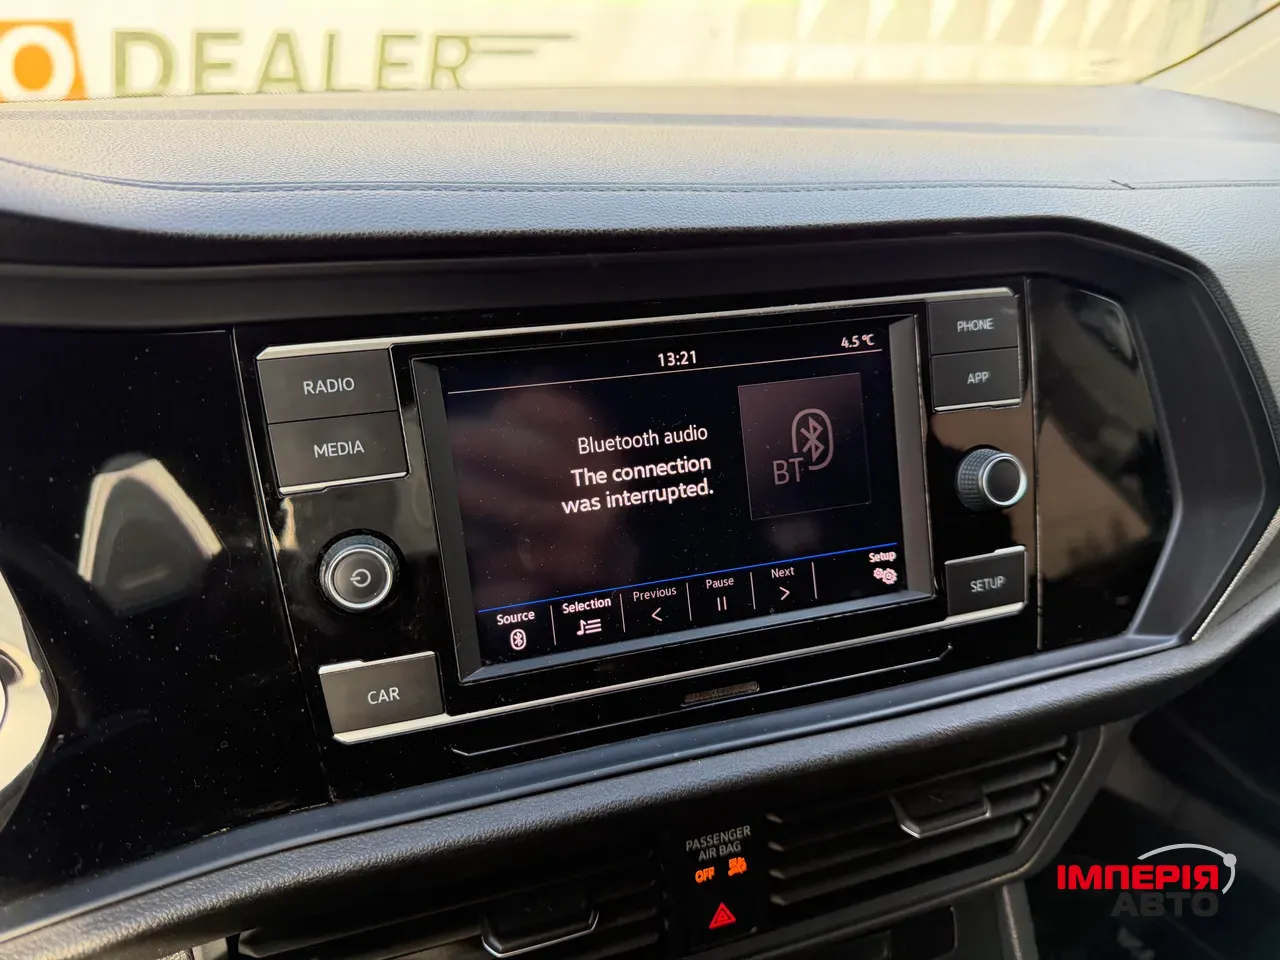 O DEALER
13:21
4.5 °C
RADIO
MEDIA
Bluetooth audio
The connection
was interrupted.
BT
PHONE
APP
Source
Selection
Previous
Pause
Next
Setup
CAR
SETUP
PASSENGER
AIR BAG
OFF
ІМПЕРІЯ
АВТО